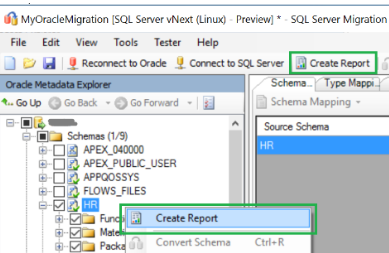 MyOracleMigration [SQL Server vNext (Linux) - Preview] * - SQL Server Migration
File Edit View Tools Tester Help
Reconnect to Oracle Connect to SQL Server Create Report
Oracle Metadata Explorer
Go Up Go Back Go Forward
Schema... Type Mappi...
Schema Mapping
Source Schema
HR
Schemas (1/9)
APEX_040000
APEX_PUBLIC_USER
APPQOSSYS
FLOWS_FILES
HR
Functi
Create Report
Mate
Packa
Convert Schema Ctrl+R